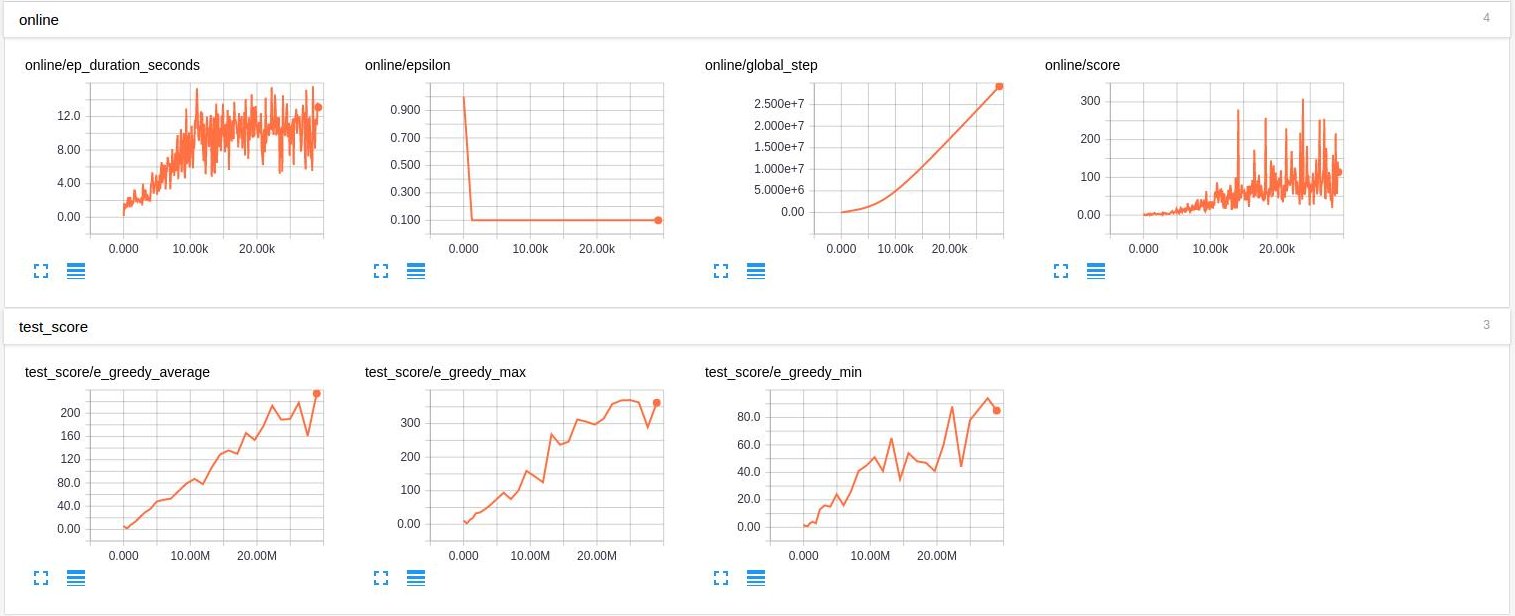 online 4
online/ep_duration_seconds online/epsilon online/global_step online/score
12.0
8.00
4.00
0.00
0.000 10.00k 20.00k
0.900
0.700
0.500
0.300
0.100
0.000 10.00k 20.00k
2.500e+7
2.000e+7
1.500e+7
1.000e+7
5.000e+6
0.00
0.000 10.00k 20.00k
300
200
100
0.00
0.000 10.00k 20.00k
test_score 3
test_score/e_greedy_average test_score/e_greedy_max test_score/e_greedy_min
200
160
120
80.0
40.0
0.00
0.000 10.00M 20.00M
300
200
100
0.00
0.000 10.00M 20.00M
80.0
60.0
40.0
20.0
0.00
0.000 10.00M 20.00M